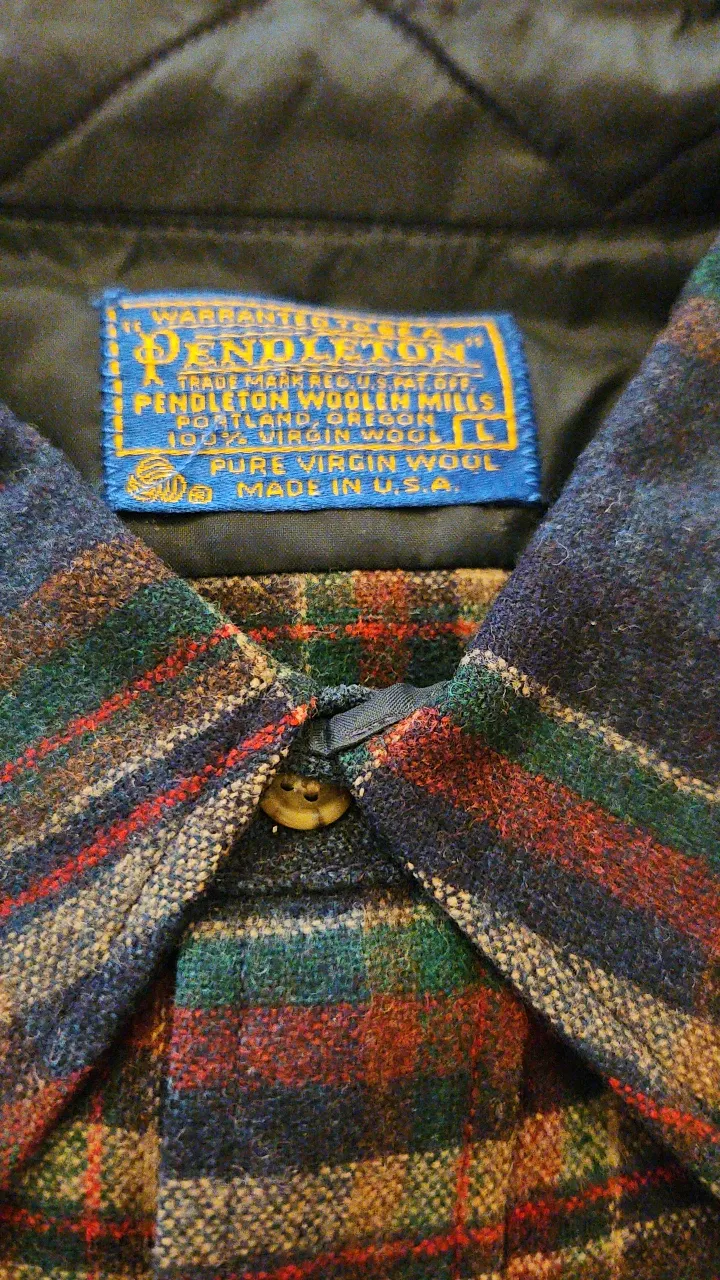 "WARRANTED TO BE A
PENDLETON"
TRADE MARK REG. U.S. PAT. OFF.
PENDLETON WOOLEN MILLS
PORTLAND, OREGON
100% VIRGIN WOOL L
PURE VIRGIN WOOL
MADE IN U.S.A.